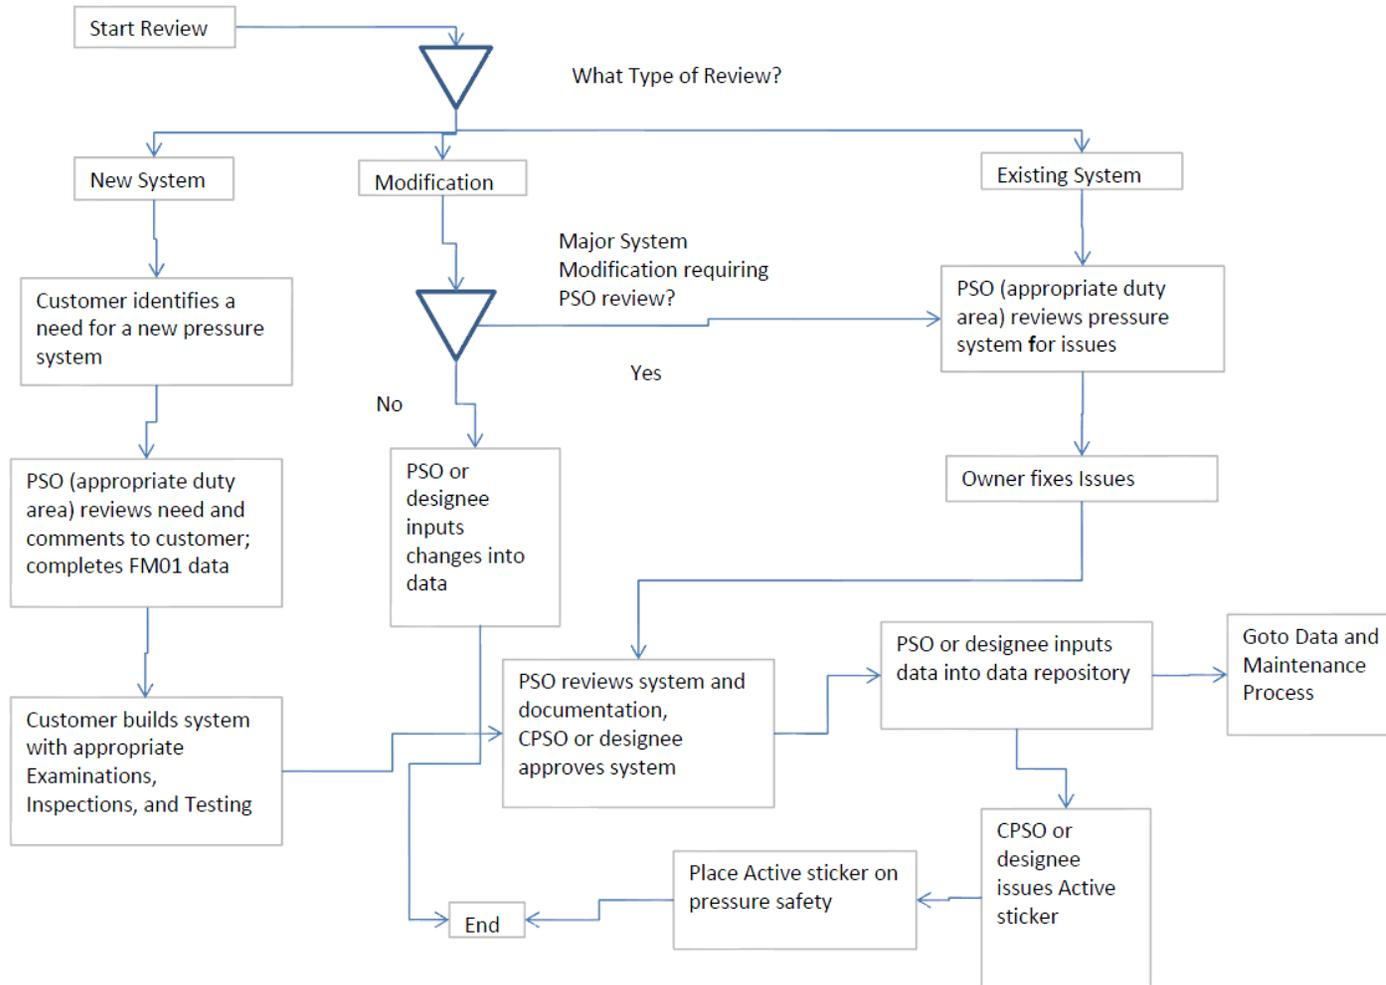 Start Review
What Type of Review?
New System
Modification
Existing System
Major System
Modification requiring
PSO review?
Customer identifies a
need for a new pressure
system
PSO (appropriate duty
area) reviews pressure
system for issues
Yes
No
PSO (appropriate duty
area) reviews need and
comments to customer;
completes FM01 data
PSO or
designee
inputs
changes into
data
Owner fixes Issues
Customer builds system
with appropriate
Examinations,
Inspections, and Testing
PSO reviews system and
documentation,
CPSO or designee
approves system
PSO or designee inputs
data into data repository
Goto Data and
Maintenance
Process
CPSO or
designee
issues Active
sticker
Place Active sticker on
pressure safety
End